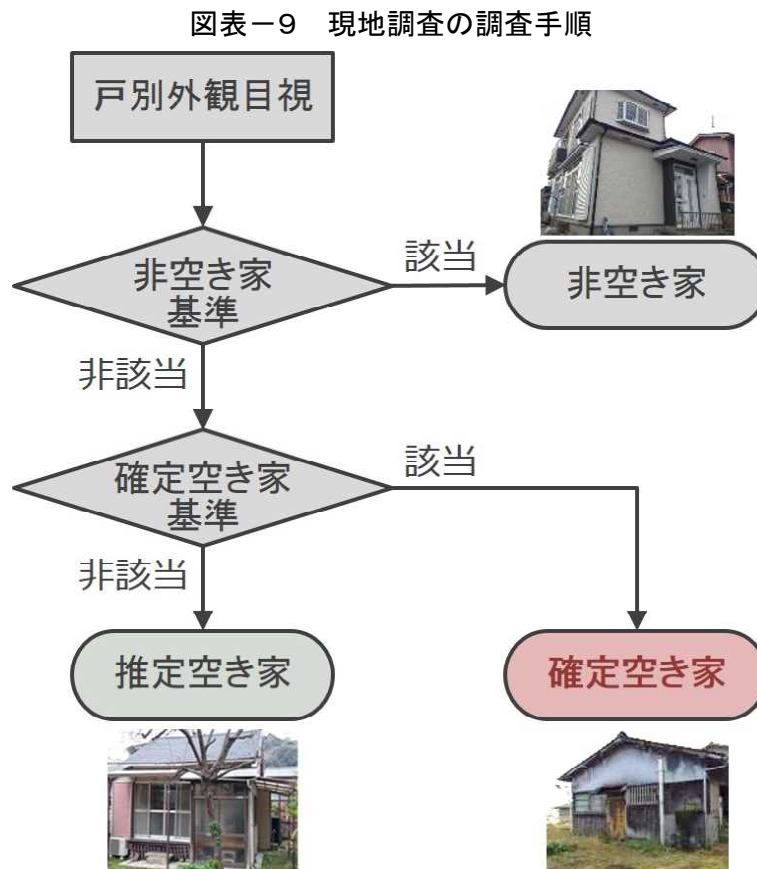 図表－９　現地調査の調査手順
戸別外観目視
非空き家
基準
該当
非空き家
非該当
確定空き家
基準
該当
非該当
推定空き家
確定空き家